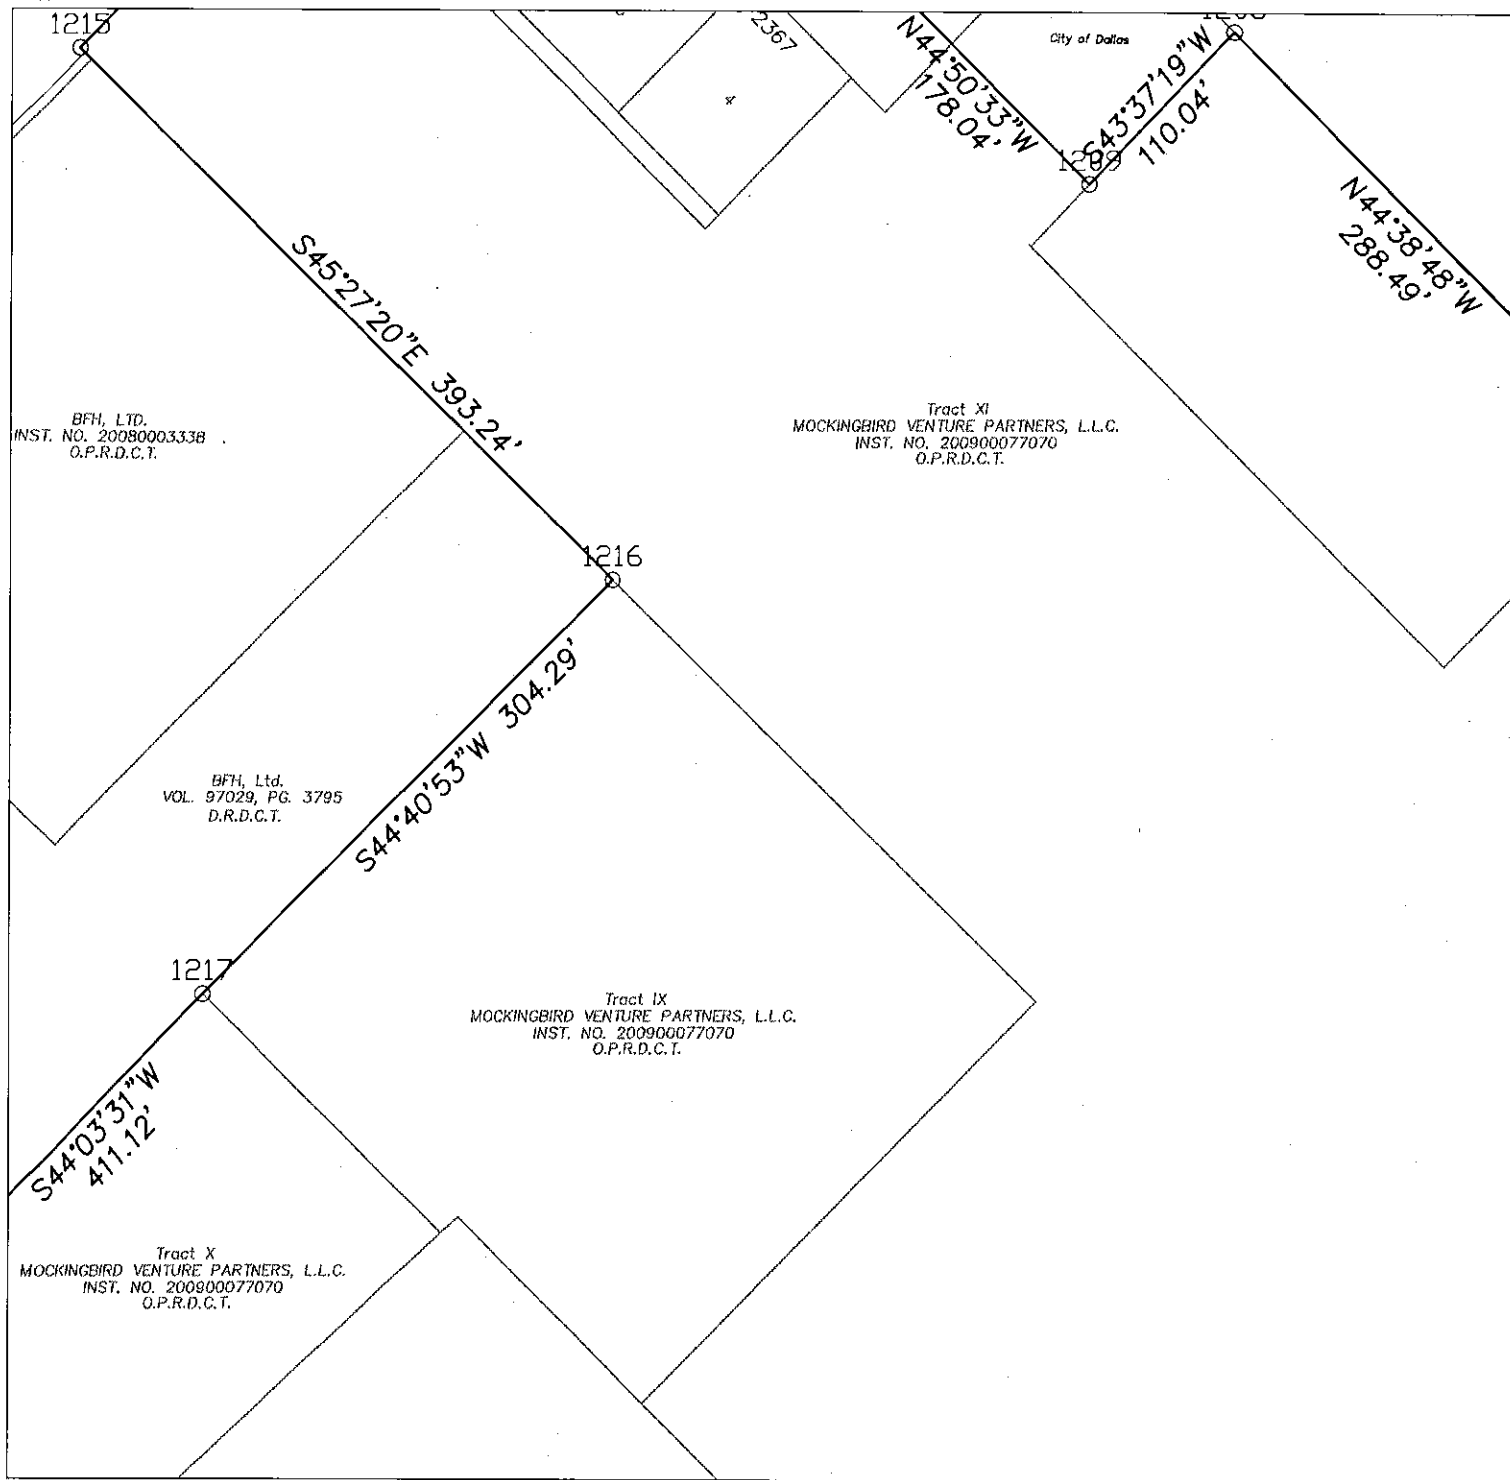 1215
2367
City of Dallas
N44°50'33"W
178.04'
S43°37'19"W
110.04'
1209
N44°38'48"W
288.49'
S45°27'20"E 393.24'
BFH, LTD.
INST. NO. 20080003338
O.P.R.D.C.T.
Tract XI
MOCKINGBIRD VENTURE PARTNERS, L.L.C.
INST. NO. 200900077070
O.P.R.D.C.T.
1216
S44°40'53"W 304.29'
BFH, Ltd.
VOL. 97029, PG. 3795
D.R.D.C.T.
1217
Tract IX
MOCKINGBIRD VENTURE PARTNERS, L.L.C.
INST. NO. 200900077070
O.P.R.D.C.T.
S44°03'31"W
411.12'
Tract X
MOCKINGBIRD VENTURE PARTNERS, L.L.C.
INST. NO. 200900077070
O.P.R.D.C.T.